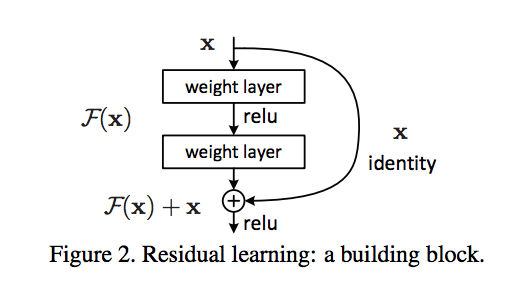 x
weight layer
F(x)
relu
x
weight layer
identity
F(x) + x
relu
Figure 2. Residual learning: a building block.